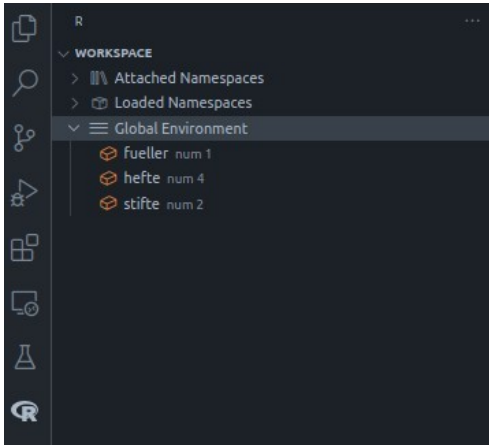 R
WORKSPACE
Attached Namespaces
Loaded Namespaces
Global Environment
fueller num 1
hefte num 4
stifte num 2
R